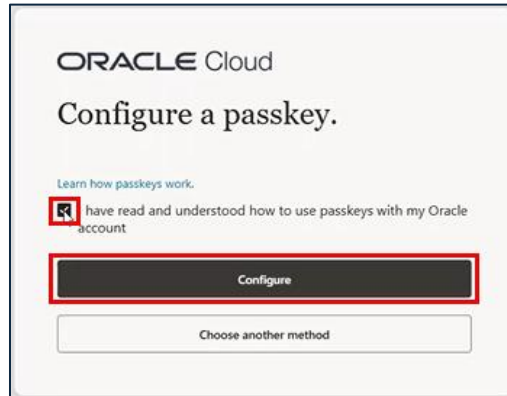 ORACLE Cloud
Configure a passkey.
Learn how passkeys work.
have read and understood how to use passkeys with my Oracle
account
Configure
Choose another method